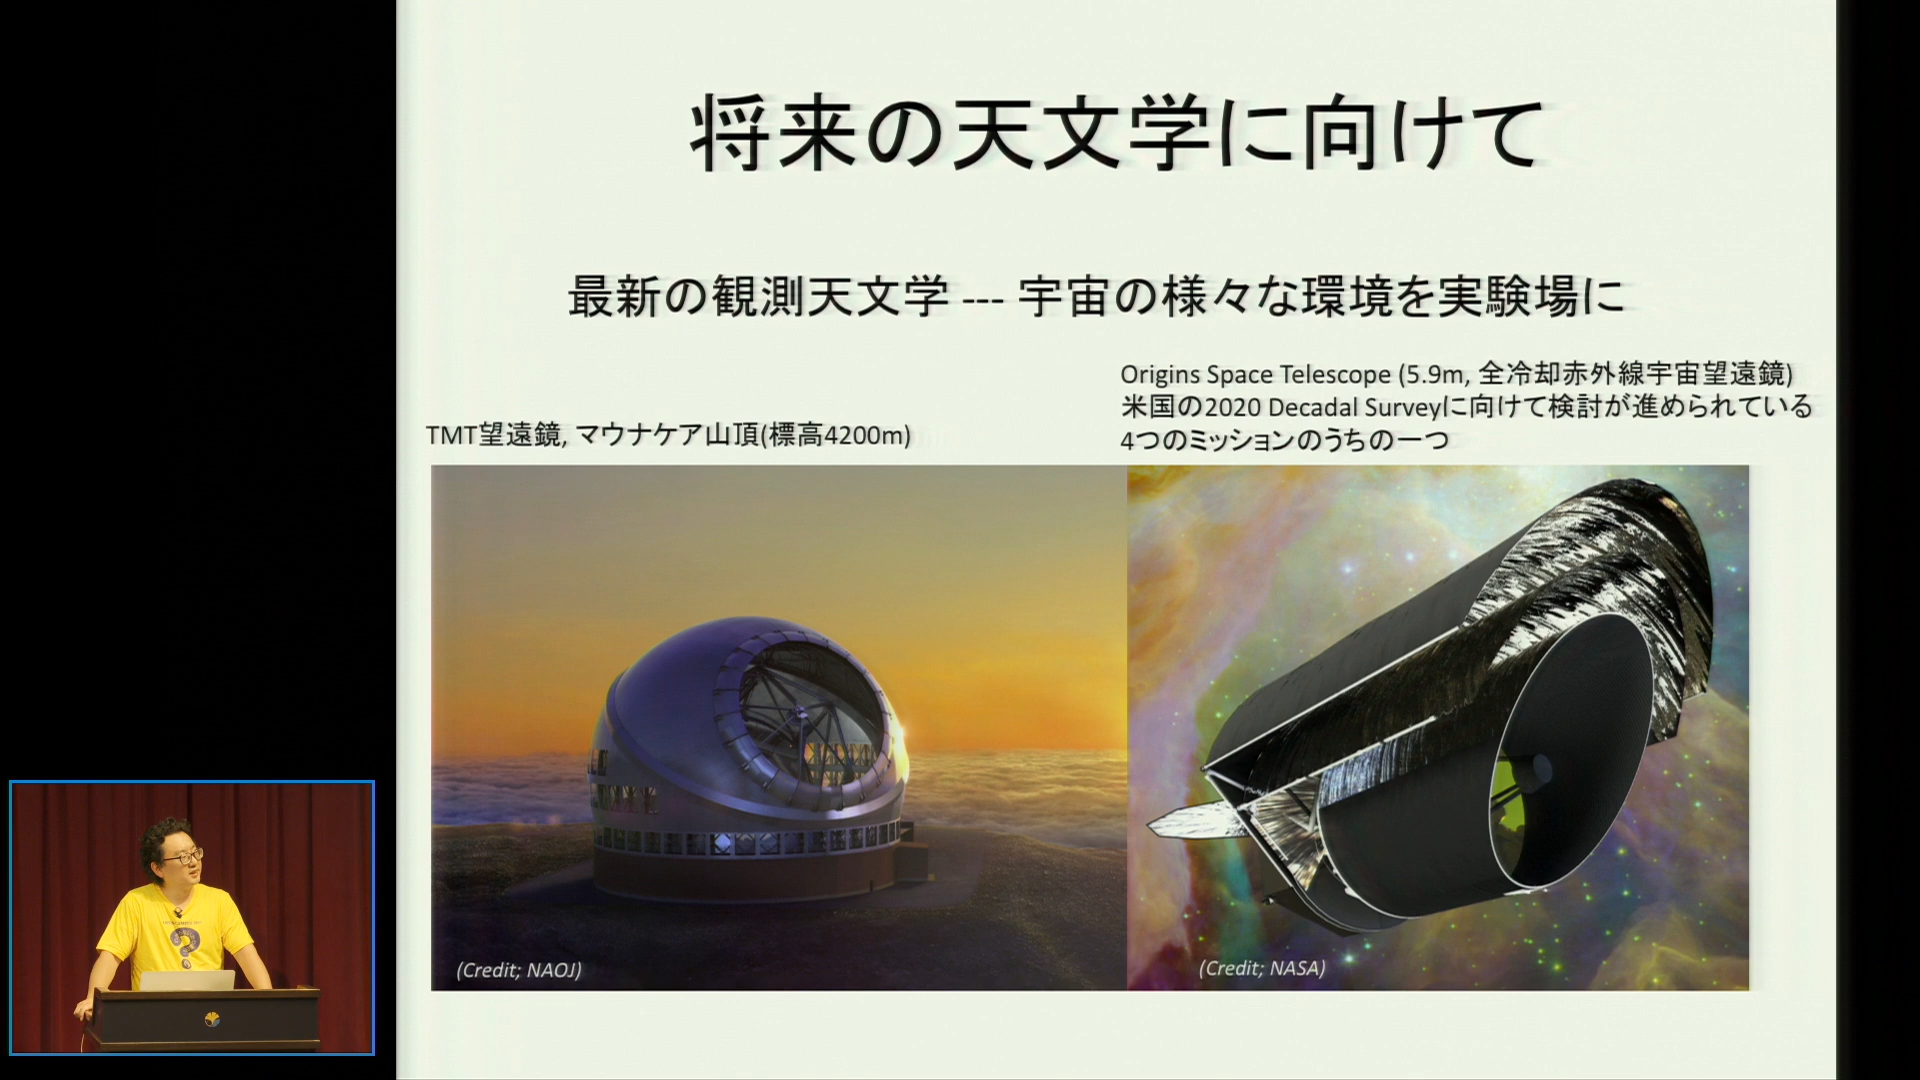 将来の天文学に向けて
最新の観測天文学 --- 宇宙の様々な環境を実験場に
TMT望遠鏡, マウナケア山頂(標高4200m)
Origins Space Telescope (5.9m, 全冷却赤外線宇宙望遠鏡)
米国の2020 Decadal Surveyに向けて検討が進められている
4つのミッションのうちの一つ
(Credit; NAOJ)
(Credit; NASA)
?